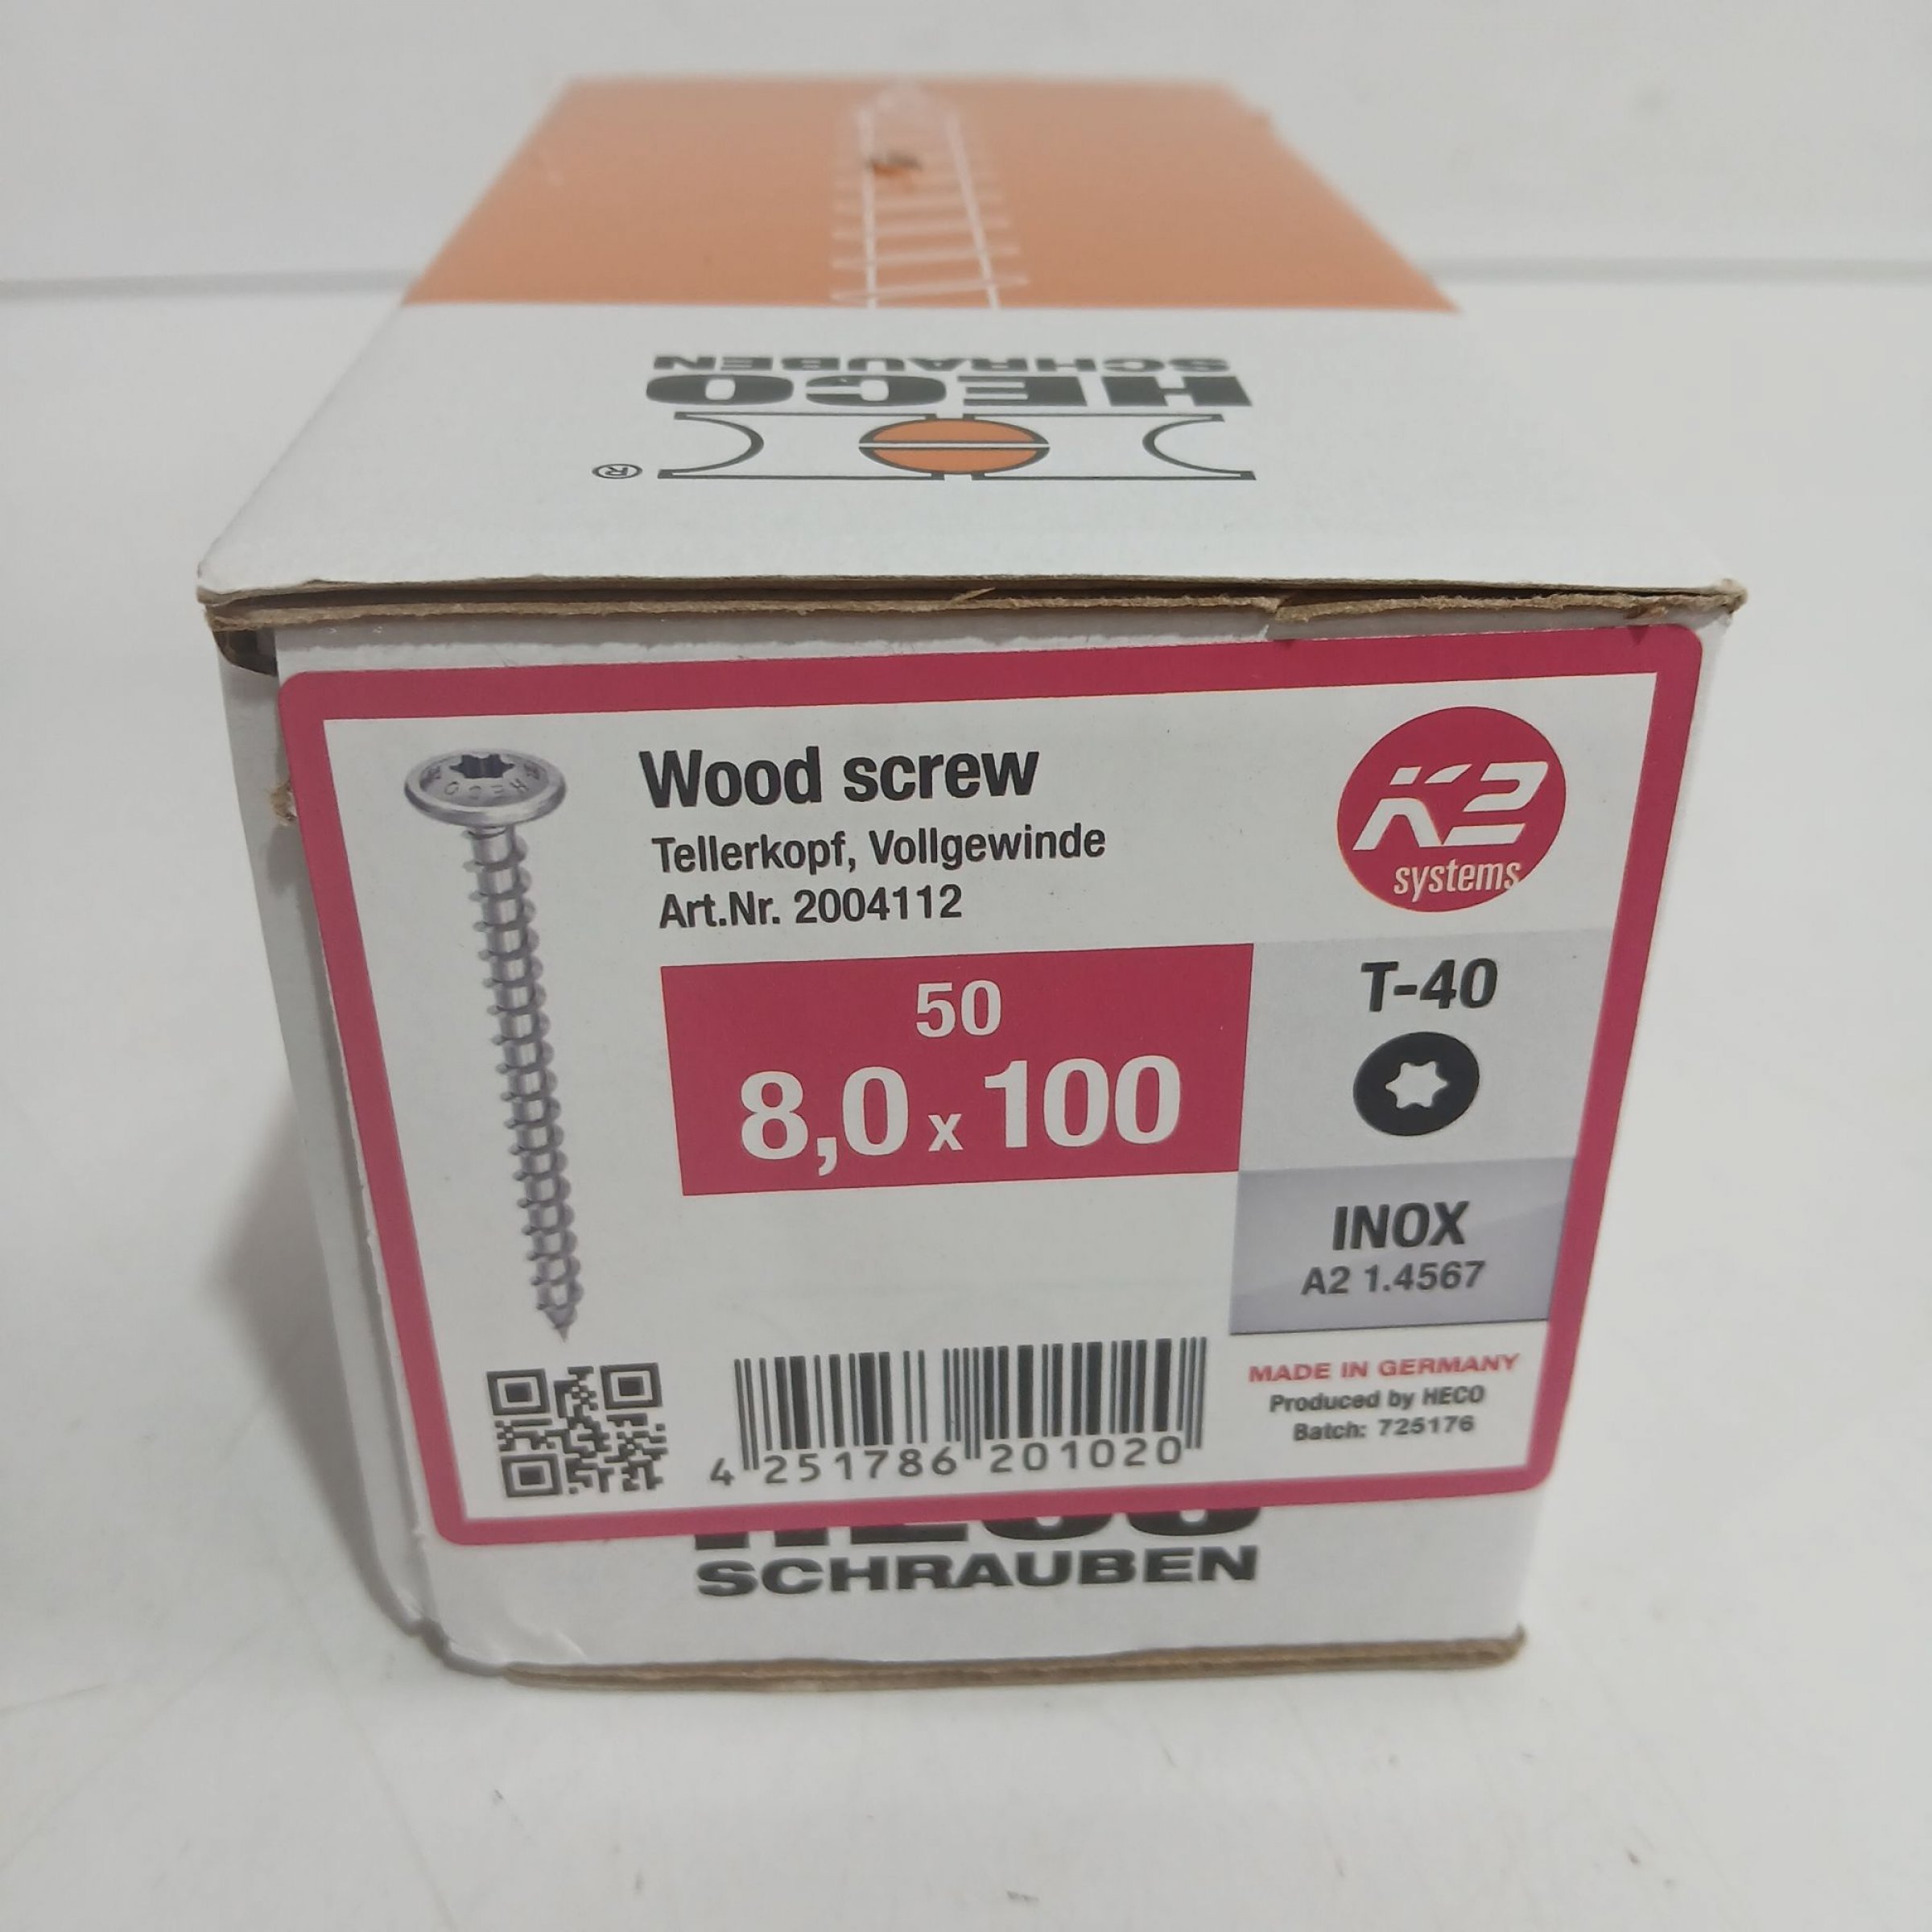 HECO
SCHRAUBEN
®
Wood screw
Tellerkopf, Vollgewinde
Art.Nr. 2004112
K2
systems
50
8,0 x 100
T-40
INOX
A2 1.4567
MADE IN GERMANY
Produced by HECO
Batch: 725176
4 251786 201020
HECO
SCHRAUBEN